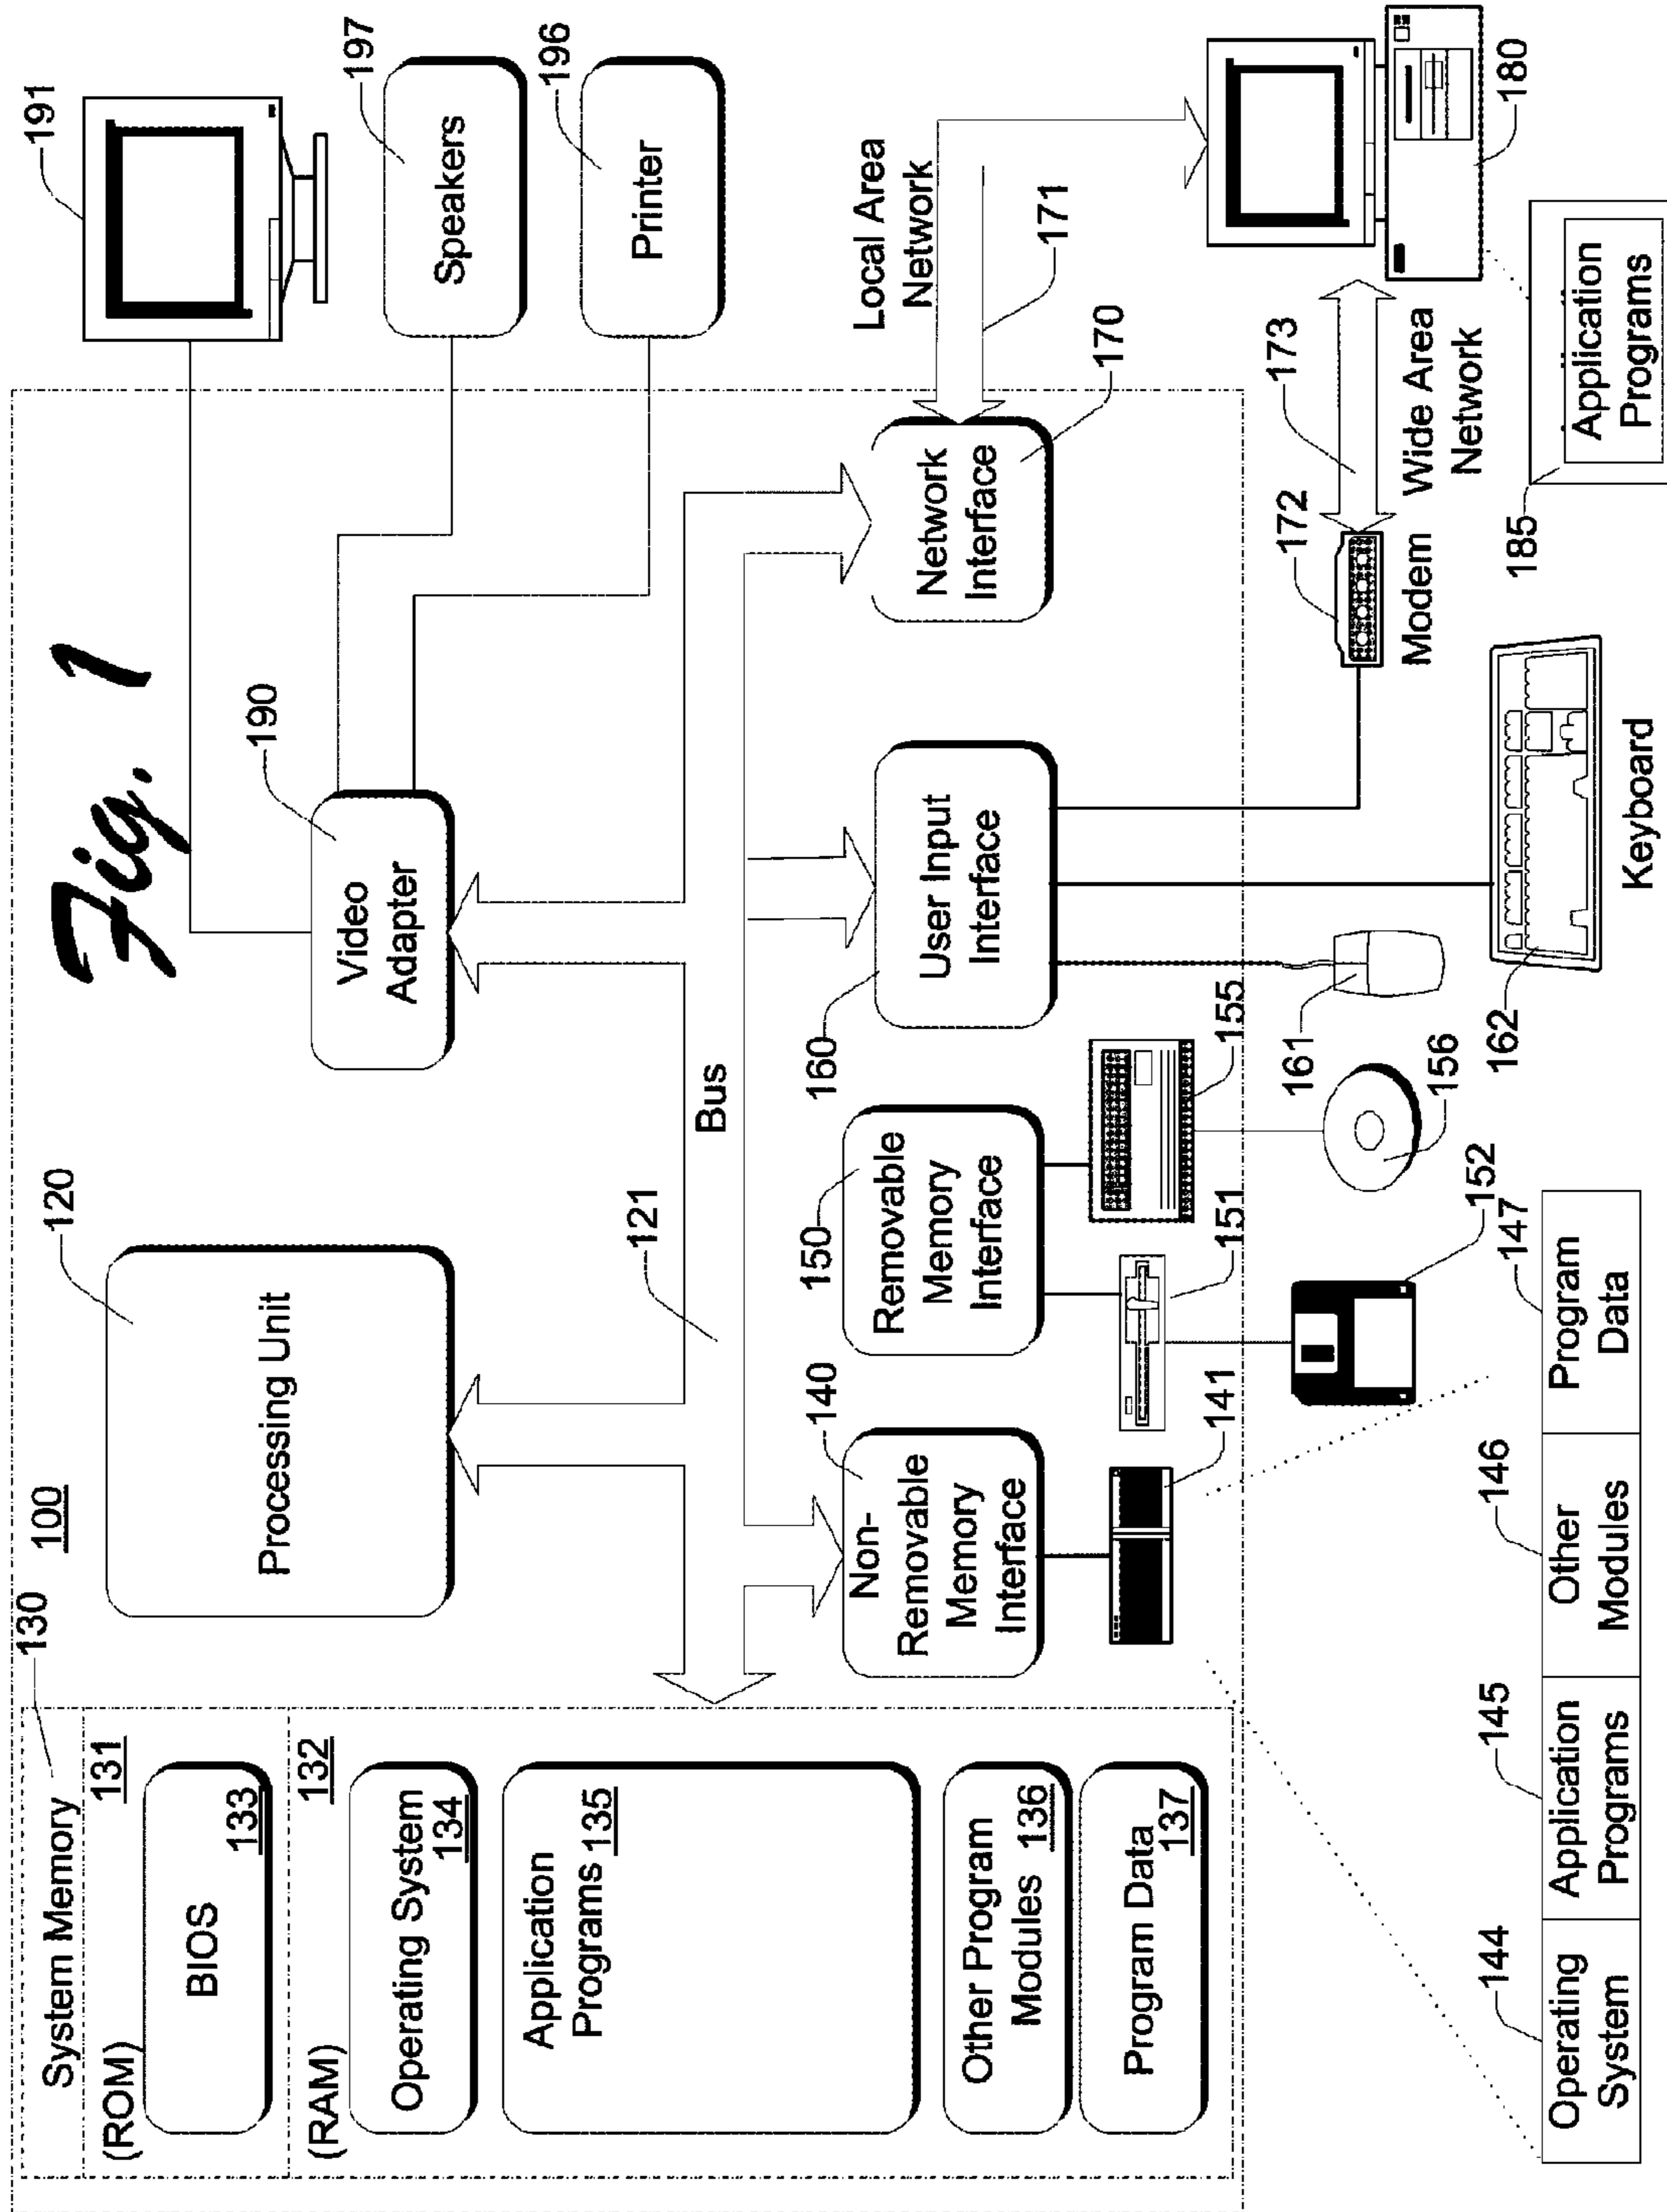 Fig. 1
100
130
System Memory
(ROM) 131
BIOS
133
(RAM) 132
Operating System
134
Application
Programs 135
Other Program
Modules 136
Program Data
137
120
Processing Unit
190
Video
Adapter
191
197
Speakers
196
Printer
121
Bus
140
Non-
Removable
Memory
Interface
150
Removable
Memory
Interface
160
User Input
Interface
Network
Interface
170
Local Area
Network
171
141
151
155
152
156
161
162
Keyboard
172
Modem
173
Wide Area
Network
180
185
Application
Programs
144
Operating
System
145
Application
Programs
146
Other
Modules
147
Program
Data